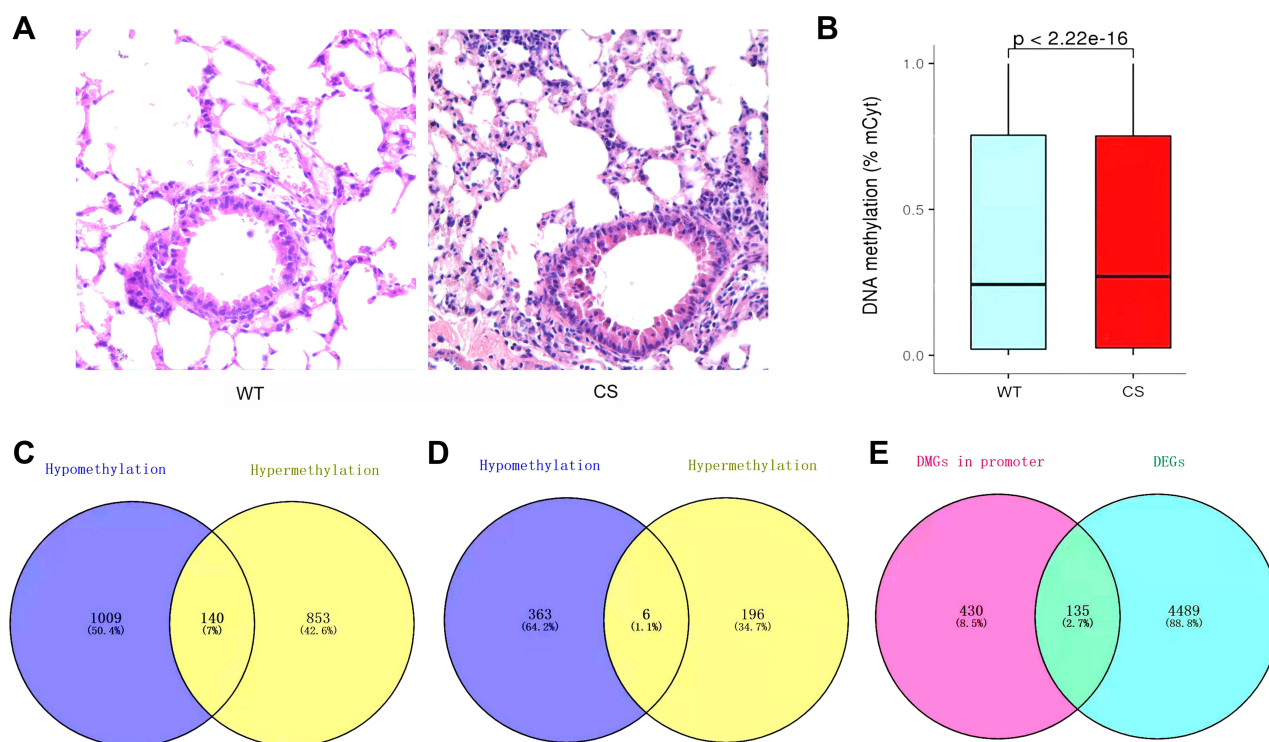 A
WT
CS
B
p < 2.22e-16
DNA methylation (% mCyt)
1.0
0.5
0.0
WT
CS
C
Hypomethylation
Hypermethylation
1009
(50.4%)
140
(7%)
853
(42.6%)
D
Hypomethylation
Hypermethylation
363
(64.2%)
6
(1.1%)
196
(34.7%)
E
DMGs in promoter
DEGs
430
(8.5%)
135
(2.7%)
4489
(88.8%)